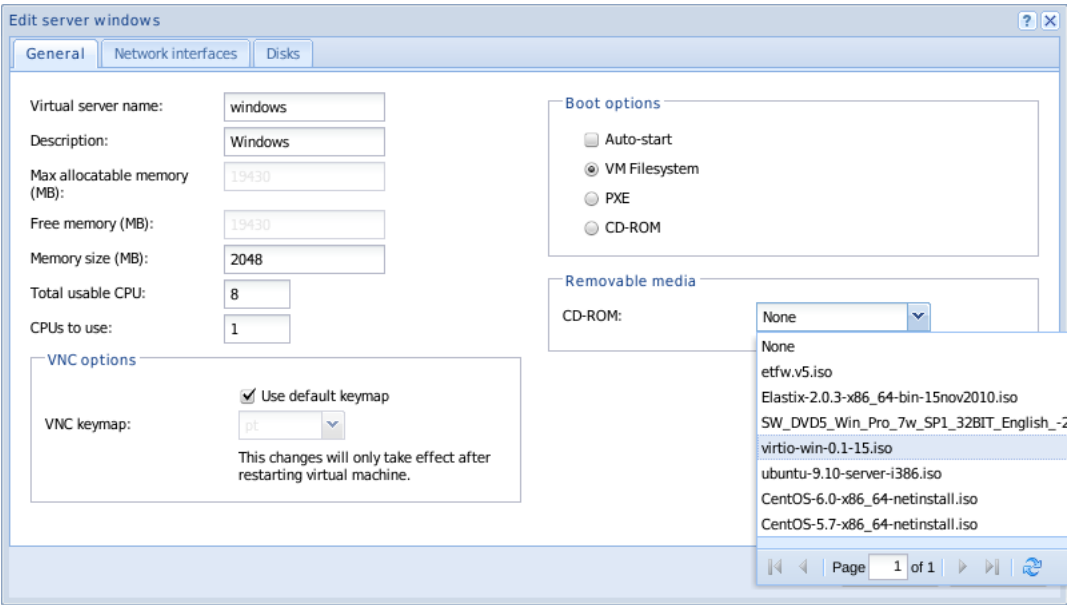 Edit server windows
General
Network interfaces
Disks
Virtual server name:
windows
Description:
Windows
Max allocatable memory
(MB):
19430
Free memory (MB):
19430
Memory size (MB):
2048
Total usable CPU:
8
CPUs to use:
1
VNC options
Use default keymap
VNC keymap:
pt
This changes will only take effect after
restarting virtual machine.
Boot options
Auto-start
VM Filesystem
PXE
CD-ROM
Removable media
CD-ROM:
None
None
etfw.v5.iso
Elastix-2.0.3-x86_64-bin-15nov2010.iso
SW_DVD5_Win_Pro_7w_SP1_32BIT_English_-2
virtio-win-0.1-15.iso
ubuntu-9.10-server-i386.iso
CentOS-6.0-x86_64-netinstall.iso
CentOS-5.7-x86_64-netinstall.iso
Page 1 of 1